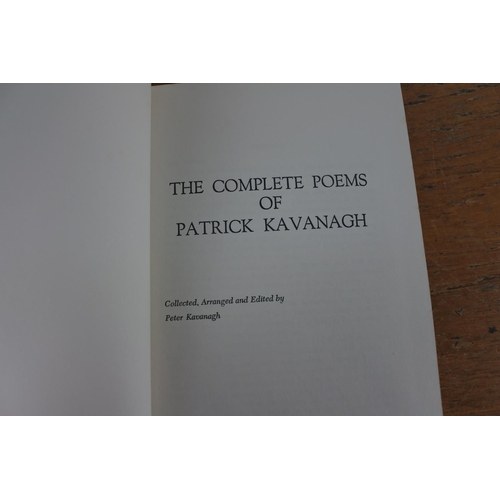 THE COMPLETE POEMS
OF
PATRICK KAVANAGH
Collected, Arranged and Edited by
Peter Kavanagh